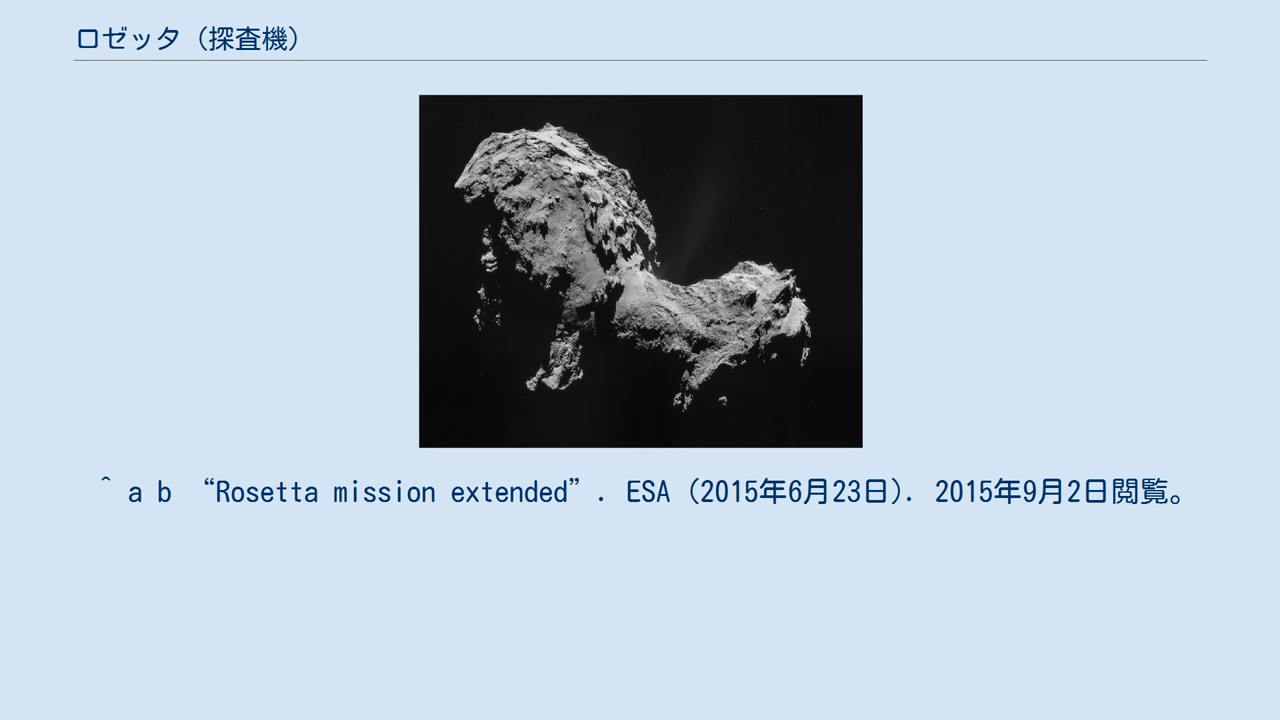 ロゼッタ（探査機）
^ a b “Rosetta mission extended”. ESA (2015年6月23日). 2015年9月2日閲覧。